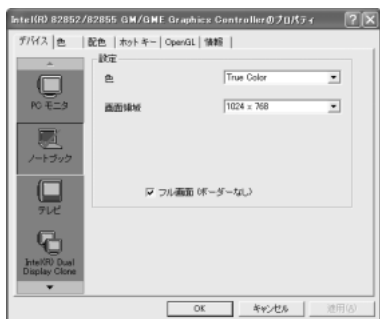 Intel(R) 82852/82855 GM/GME Graphics Controllerのプロパティ
デバイス 色 配色 ホット キー OpenGL 情報
設定
色 True Color
画面領域 1024 x 768
PC モニタ
ノートブック
テレビ
Intel(R) Dual
Display Clone
フル画面 (ボーダーなし)
OK キャンセル 適用(A)